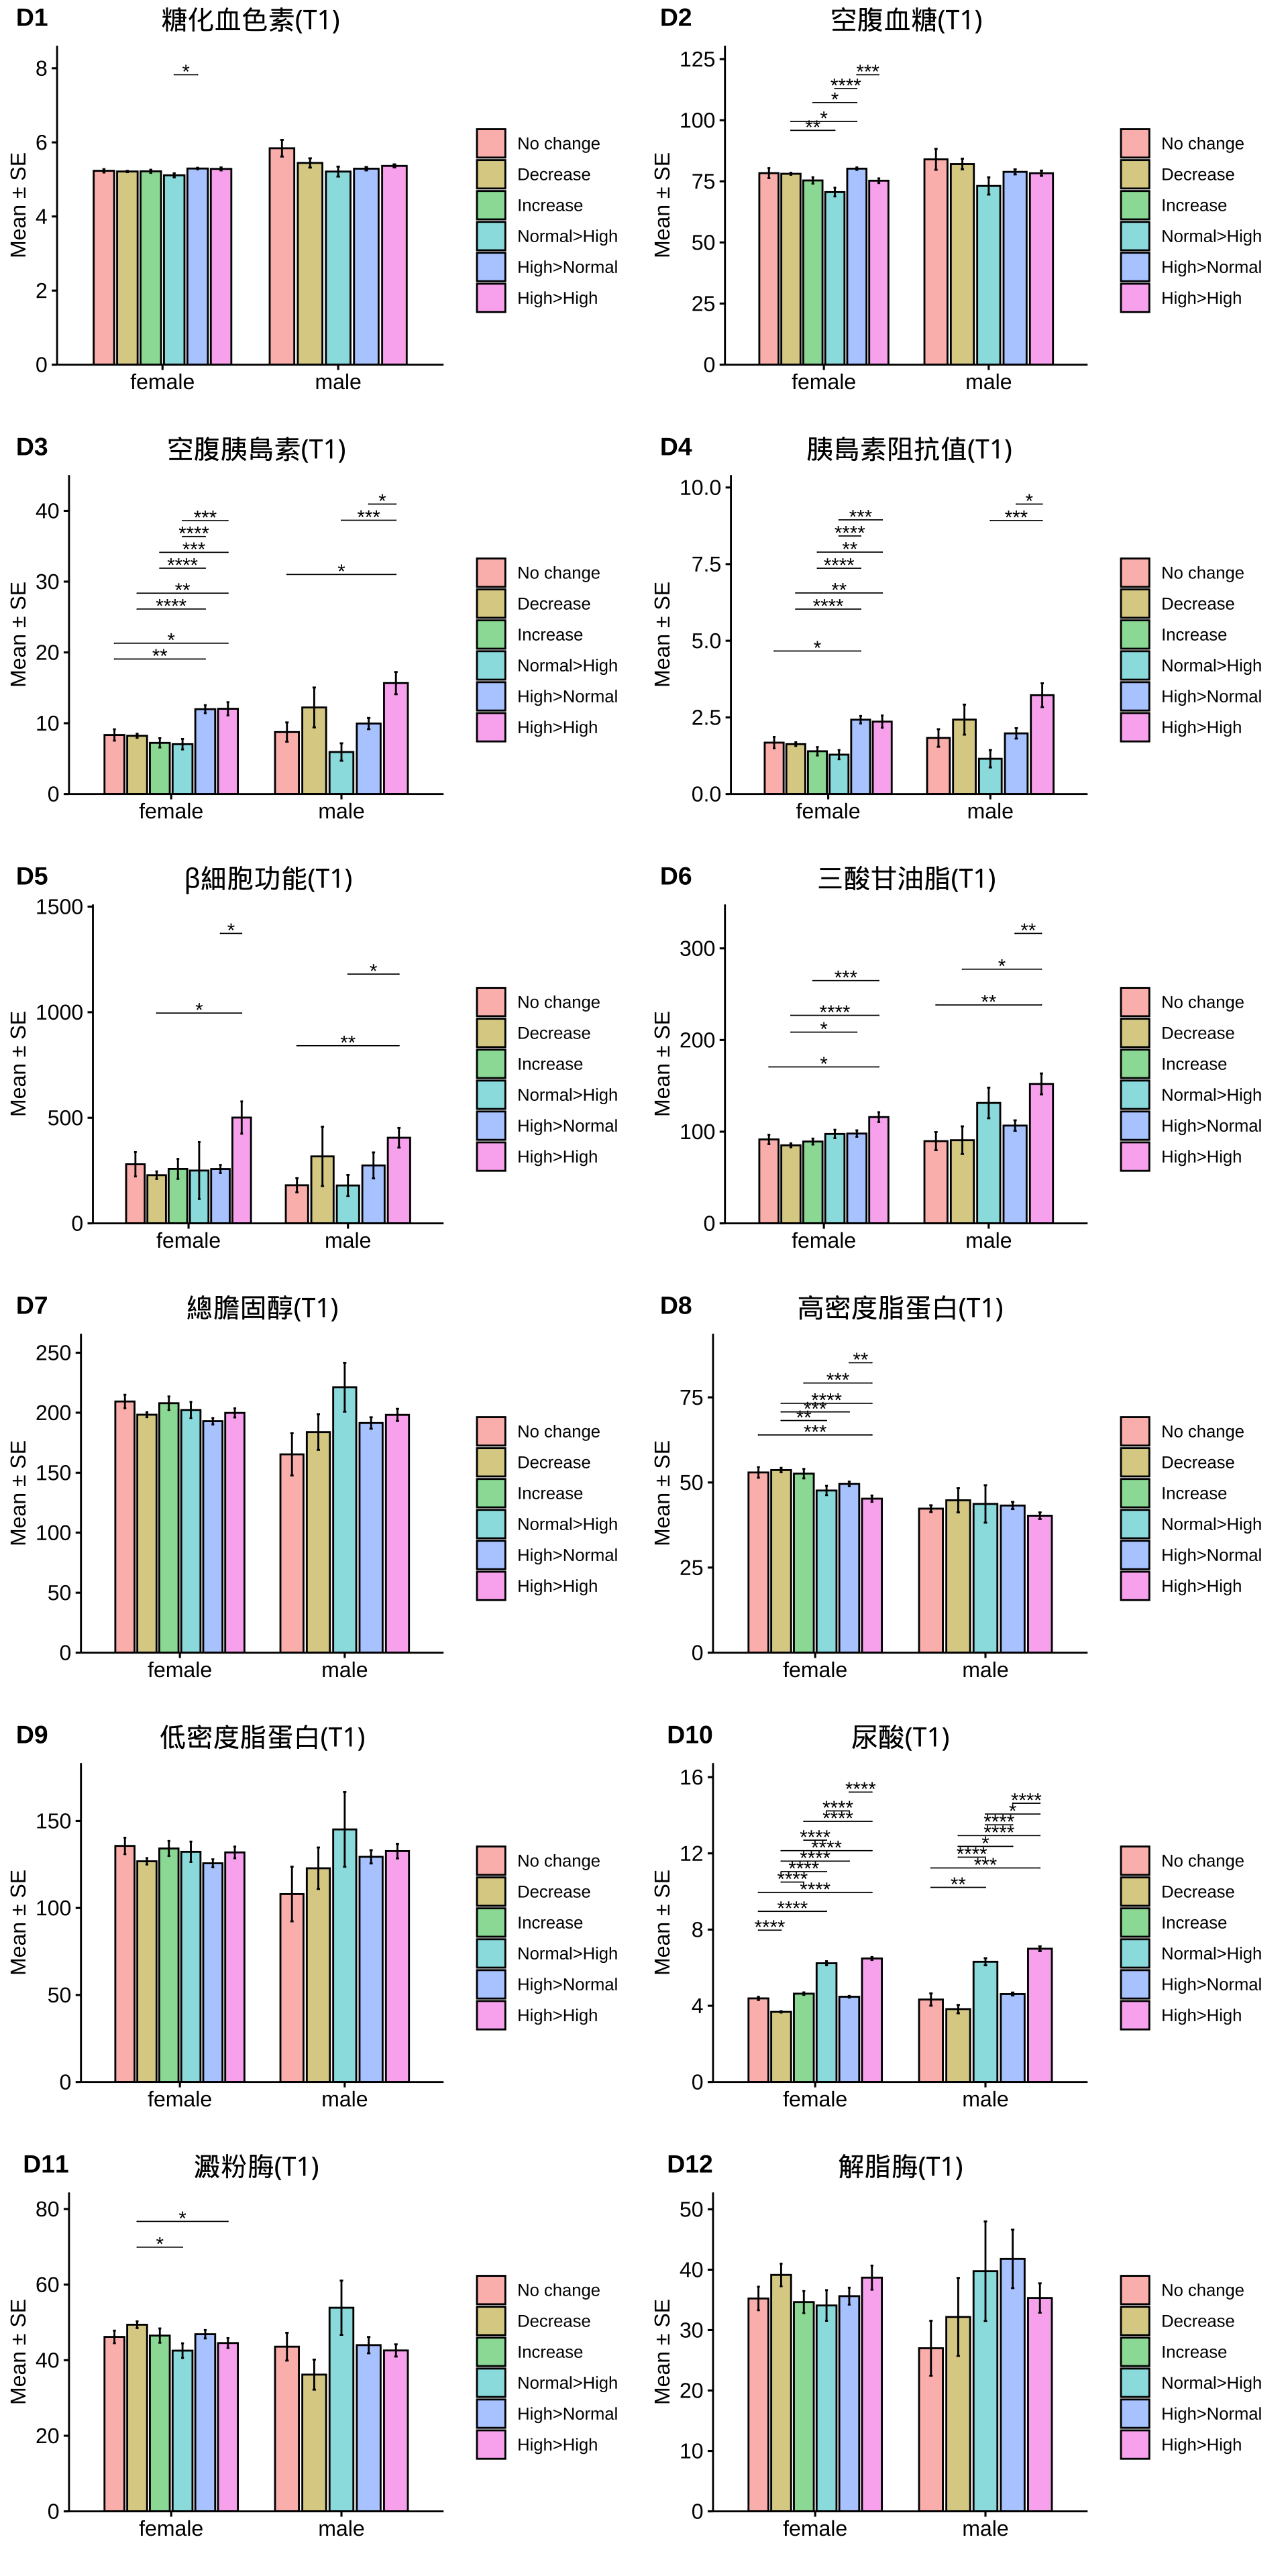 D1 糖化血色素(T1)
Mean ± SE
8
6
4
2
0
*
female male
No change
Decrease
Increase
Normal>High
High>Normal
High>High
D2 空腹血糖(T1)
Mean ± SE
125
100
75
50
25
0
***
****
*
*
**
female male
No change
Decrease
Increase
Normal>High
High>Normal
High>High
D3 空腹胰島素(T1)
Mean ± SE
40
30
20
10
0
***
****
***
****
**
****
*
**
*
***
*
female male
No change
Decrease
Increase
Normal>High
High>Normal
High>High
D4 胰島素阻抗值(T1)
Mean ± SE
10.0
7.5
5.0
2.5
0.0
***
****
**
****
**
****
*
*
***
female male
No change
Decrease
Increase
Normal>High
High>Normal
High>High
D5 β細胞功能(T1)
Mean ± SE
1500
1000
500
0
*
*
*
**
female male
No change
Decrease
Increase
Normal>High
High>Normal
High>High
D6 三酸甘油脂(T1)
Mean ± SE
300
200
100
0
***
****
*
*
**
*
**
female male
No change
Decrease
Increase
Normal>High
High>Normal
High>High
D7 總膽固醇(T1)
Mean ± SE
250
200
150
100
50
0
female male
No change
Decrease
Increase
Normal>High
High>Normal
High>High
D8 高密度脂蛋白(T1)
Mean ± SE
75
50
25
0
**
***
****
***
**
***
female male
No change
Decrease
Increase
Normal>High
High>Normal
High>High
D9 低密度脂蛋白(T1)
Mean ± SE
150
100
50
0
female male
No change
Decrease
Increase
Normal>High
High>Normal
High>High
D10 尿酸(T1)
Mean ± SE
16
12
8
4
0
****
****
****
****
****
****
****
****
****
****
****
****
*
****
****
*
****
***
**
female male
No change
Decrease
Increase
Normal>High
High>Normal
High>High
D11 澱粉脢(T1)
Mean ± SE
80
60
40
20
0
*
*
female male
No change
Decrease
Increase
Normal>High
High>Normal
High>High
D12 解脂脢(T1)
Mean ± SE
50
40
30
20
10
0
female male
No change
Decrease
Increase
Normal>High
High>Normal
High>High